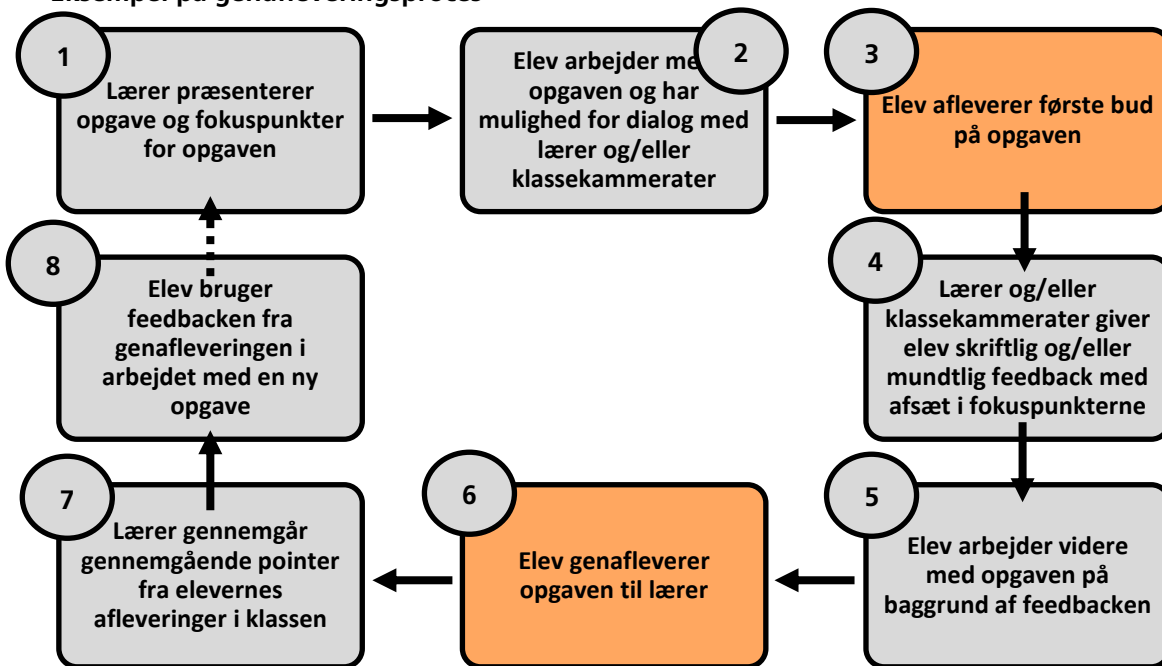 Eksempel på genafleveringsproces
1
Lærer præsenterer
opgave og fokuspunkter
for opgaven
2
Elev arbejder me
opgaven og har
mulighed for dialog med
lærer og/eller
klassekammerater
3
Elev afleverer første bud
på opgaven
4
Lærer og/eller
klassekammerater giver
elev skriftlig og/eller
mundtlig feedback med
afsæt i fokuspunkterne
5
Elev arbejder videre
med opgaven på
baggrund af feedbacken
6
Elev genafleverer
opgaven til lærer
7
Lærer gennemgår
gennemgående pointer
fra elevernes
afleveringer i klassen
8
Elev bruger
feedbacken fra
genafleveringen i
arbejdet med en ny
opgave